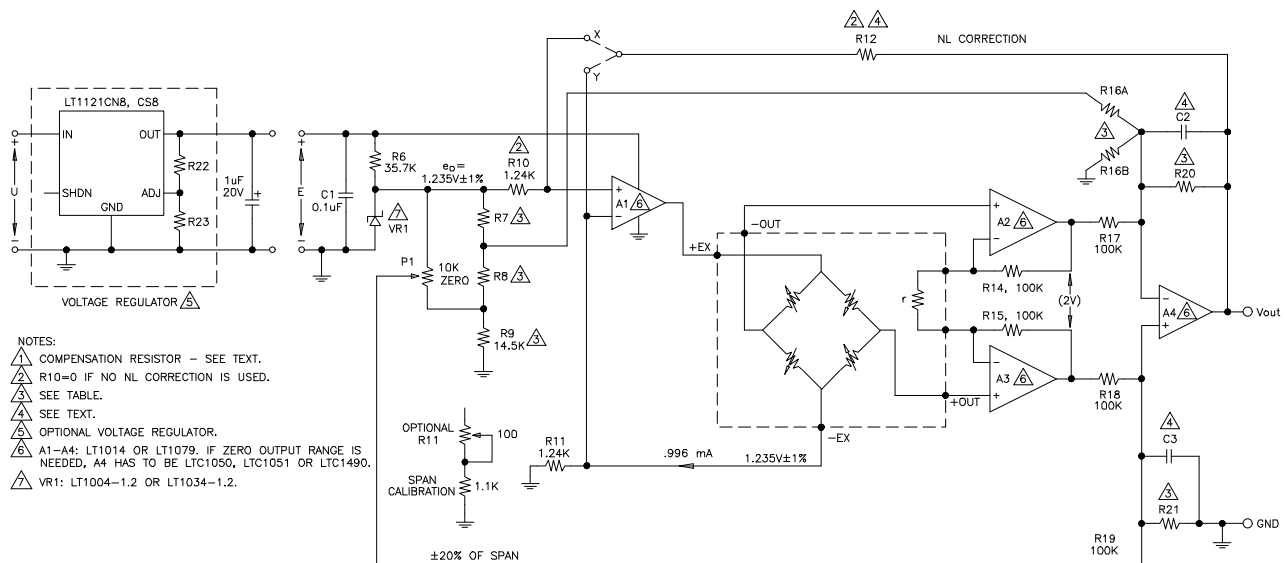 LT1121CN8, CS8
IN
OUT
SHDN
ADJ
GND
R22
R23
1uF
20V
+
+
U
−
VOLTAGE REGULATOR 5
+
E
−
C1
0.1uF
R6
35.7K
7
VR1
e₀=
1.235V±1%
2
R10
1.24K
R7 3
R8 3
R9
14.5K 3
P1
10K
ZERO
X
Y
2 4
R12
NL CORRECTION
R16A
3
R16B
4
C2
3
R20
+
A1 6
−
+EX
−OUT
r
+OUT
−EX
+
A2 6
−
R14, 100K
R15, 100K
(2V)
−
A3 6
+
R17
100K
R18
100K
−
A4 6
+
Vout
4
C3
3
R21
GND
R19
100K
R11
1.24K
.996 mA
1.235V±1%
OPTIONAL
R11
100
SPAN
CALIBRATION
1.1K
±20% OF SPAN
NOTES:
1 COMPENSATION RESISTOR − SEE TEXT.
2 R10=0 IF NO NL CORRECTION IS USED.
3 SEE TABLE.
4 SEE TEXT.
5 OPTIONAL VOLTAGE REGULATOR.
6 A1−A4: LT1014 OR LT1079. IF ZERO OUTPUT RANGE IS
NEEDED, A4 HAS TO BE LTC1050, LTC1051 OR LTC1490.
7 VR1: LT1004−1.2 OR LT1034−1.2.